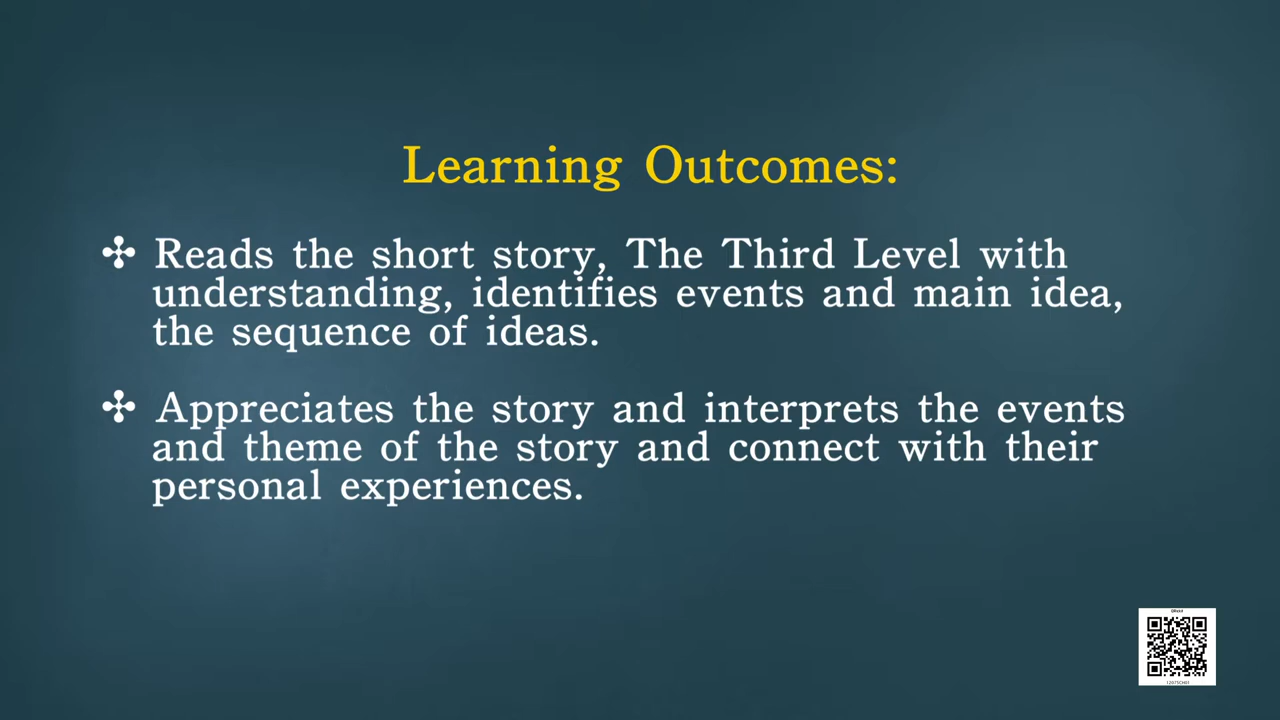 Learning Outcomes:
✣ Reads the short story, The Third Level with
understanding, identifies events and main idea,
the sequence of ideas.
✣ Appreciates the story and interprets the events
and theme of the story and connect with their
personal experiences.